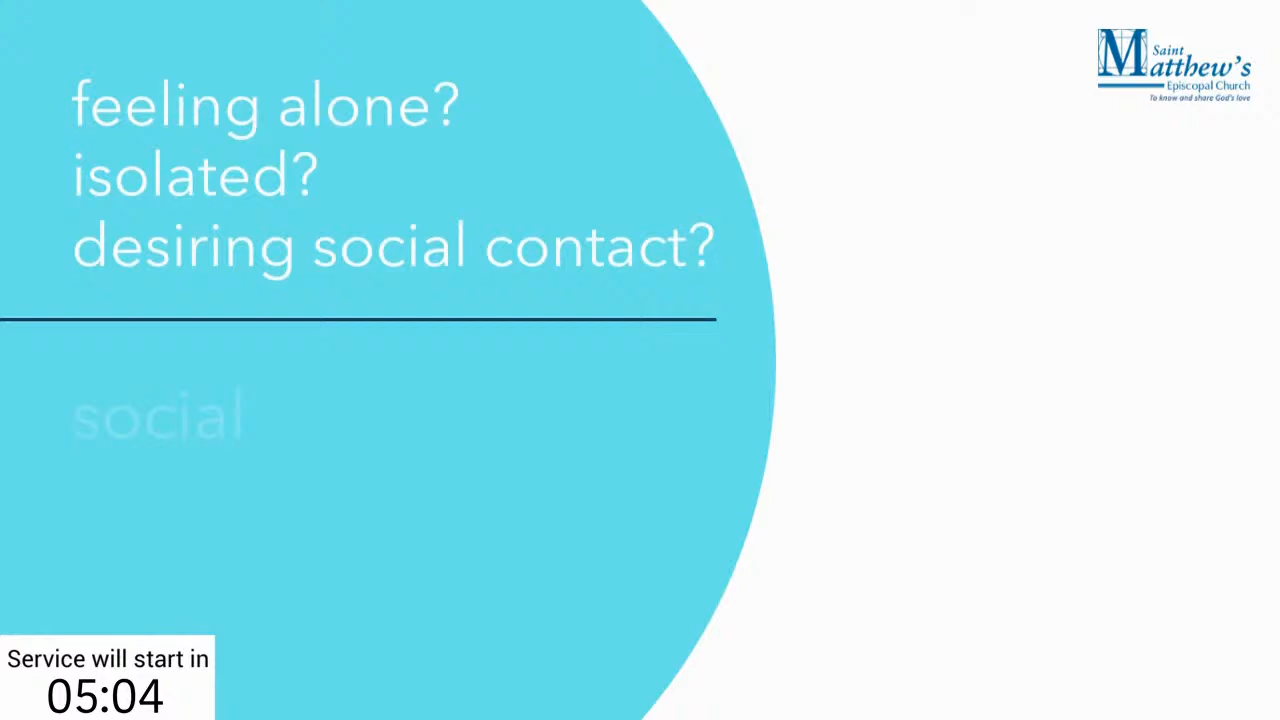 feeling alone?
isolated?
desiring social contact?
social
Saint
Matthew's
Episcopal Church
To know and share God's love
Service will start in
05:04